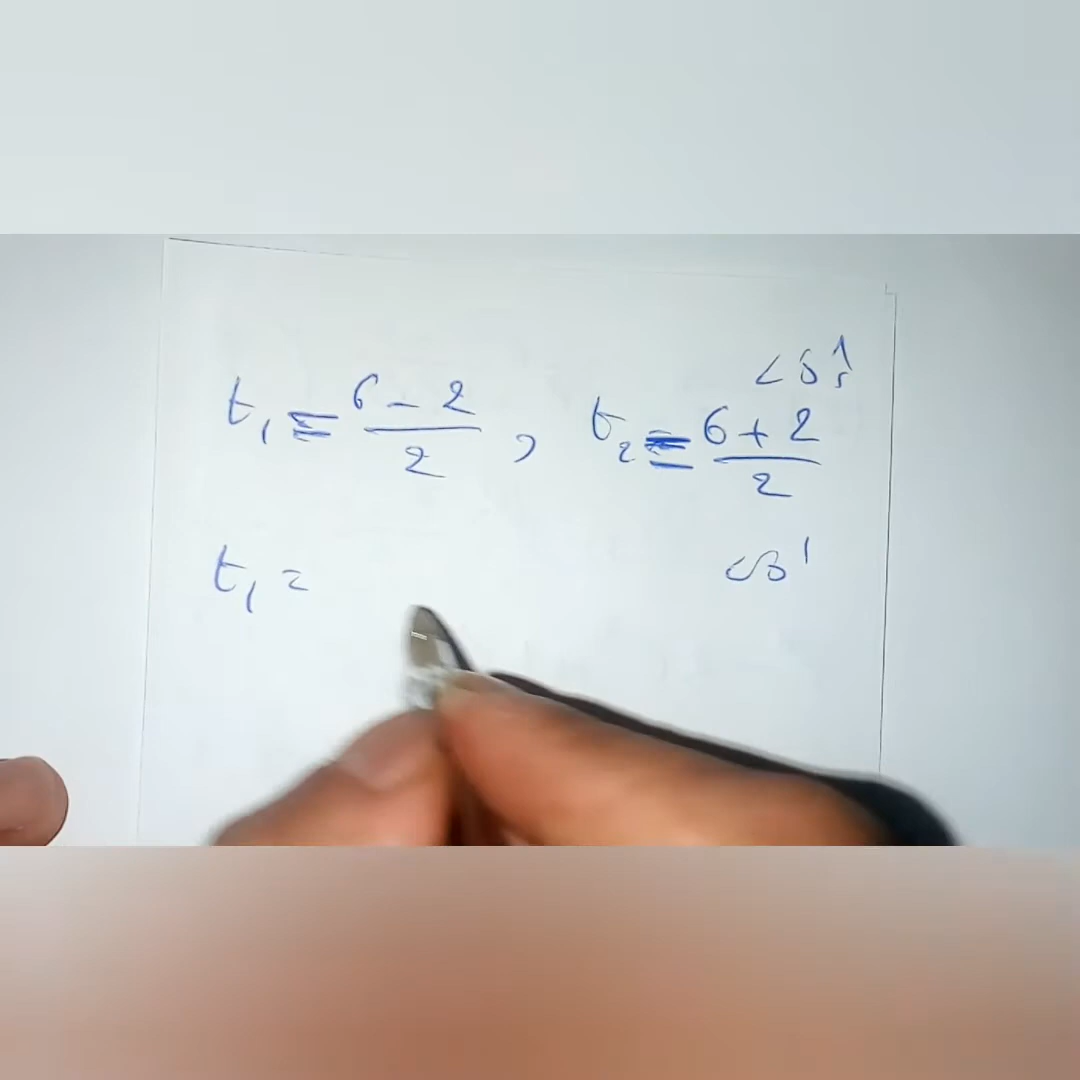 t₁ = 6 - 2 / 2 , t₂ = 6 + 2 / 2
t₁ =